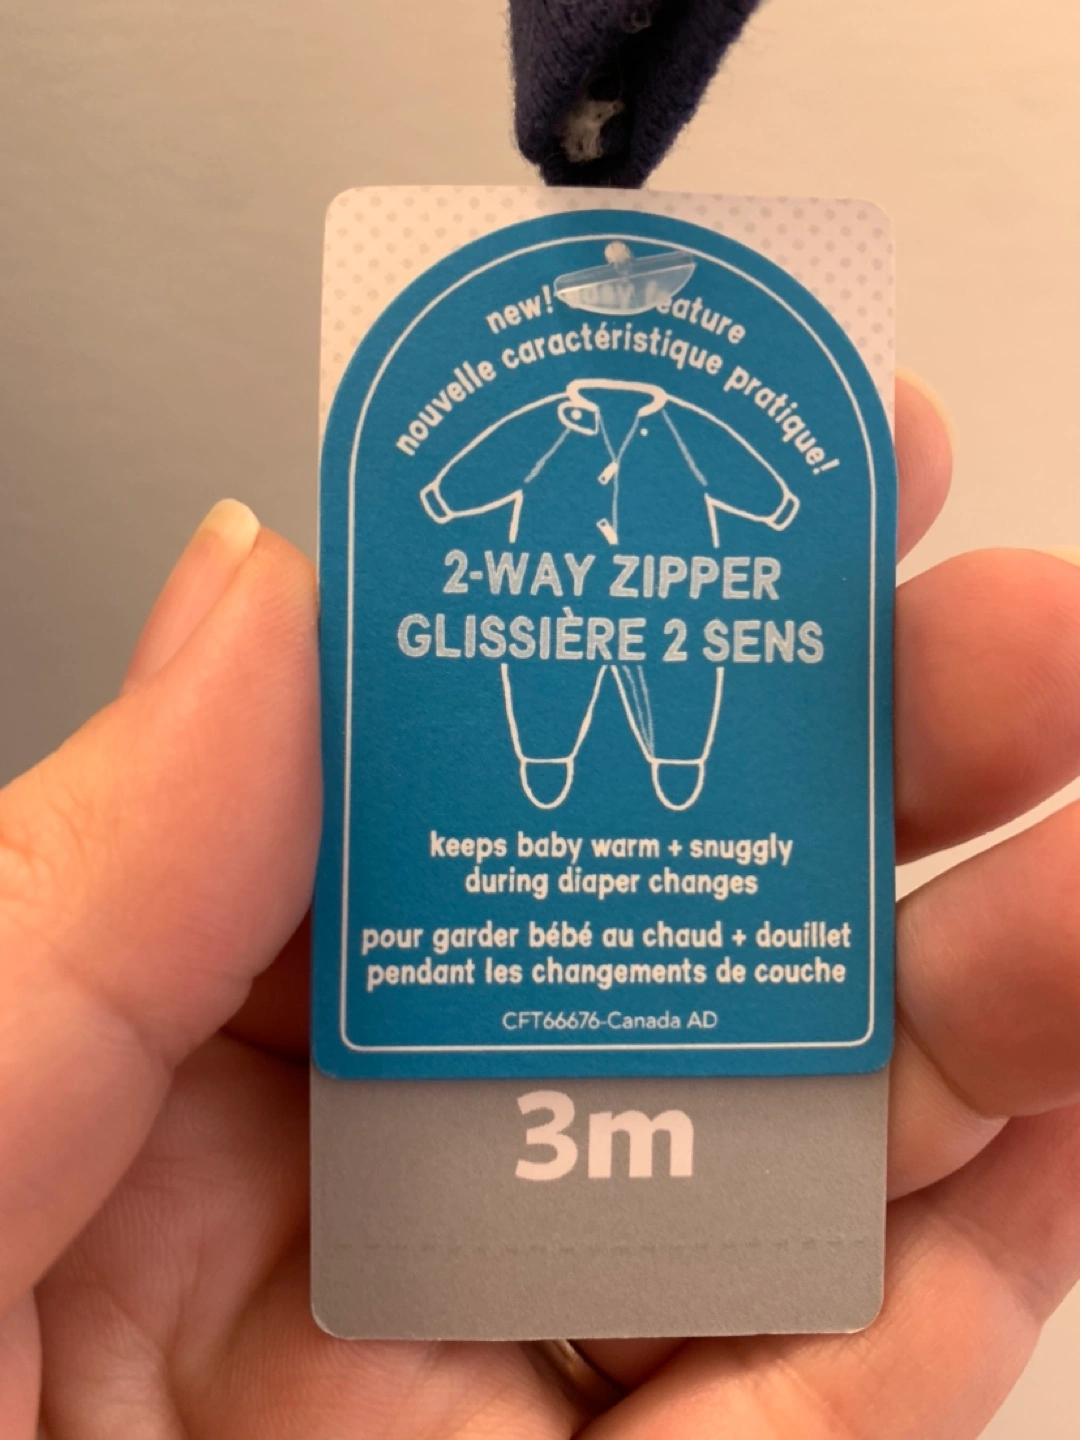 new! feature
nouvelle caractéristique pratique!
2-WAY ZIPPER
GLISSIÈRE 2 SENS
keeps baby warm + snuggly
during diaper changes
pour garder bébé au chaud + douillet
pendant les changements de couche
CFT66676-Canada AD
3m